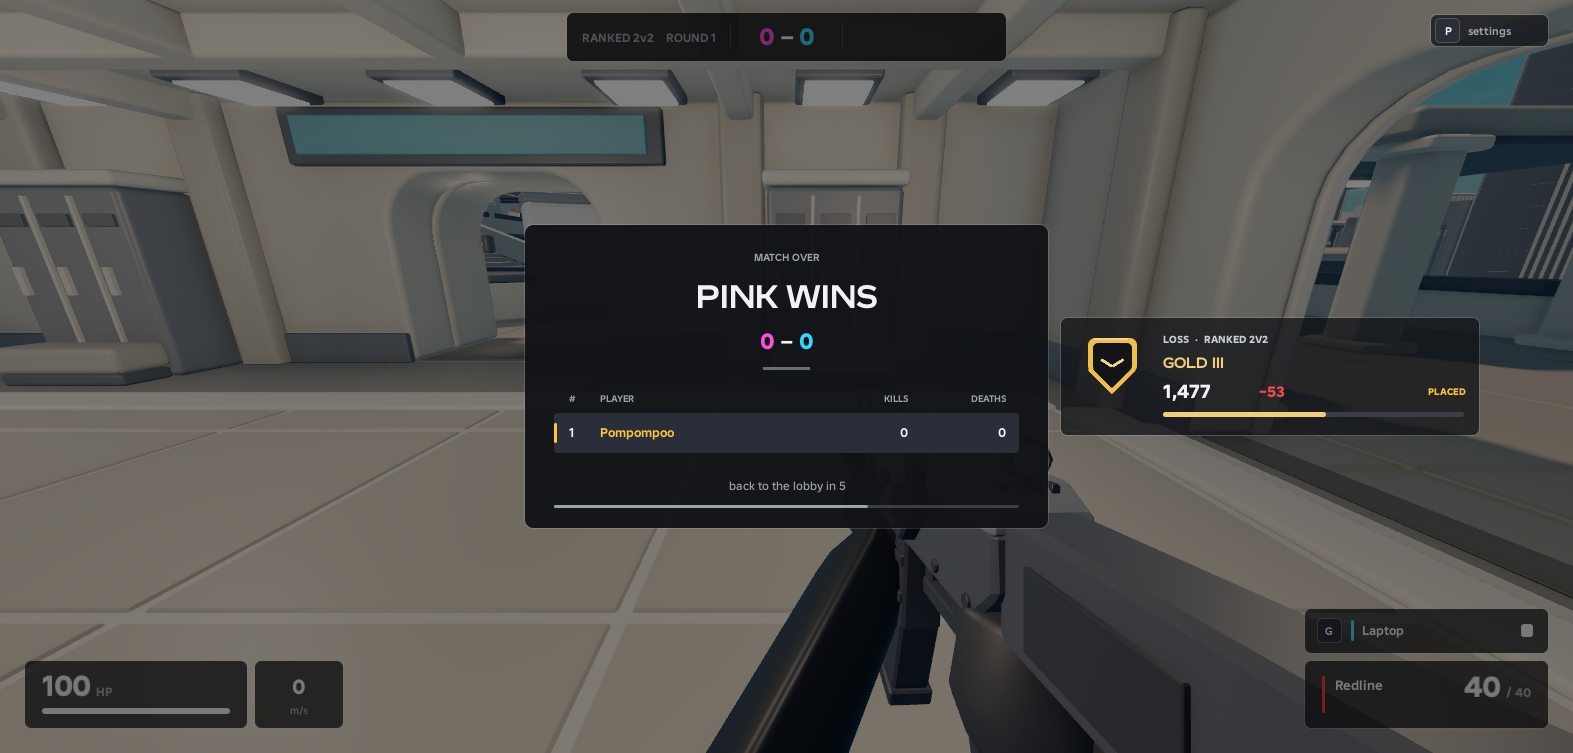 RANKED 2v2 ROUND 1 0 – 0
P settings
MATCH OVER
PINK WINS
0 – 0
# PLAYER KILLS DEATHS
1 Pompompoo 0 0
back to the lobby in 5
LOSS · RANKED 2V2
GOLD III
1,477 -53 PLACED
G Laptop
100 HP
0
m/s
Redline 40 / 40